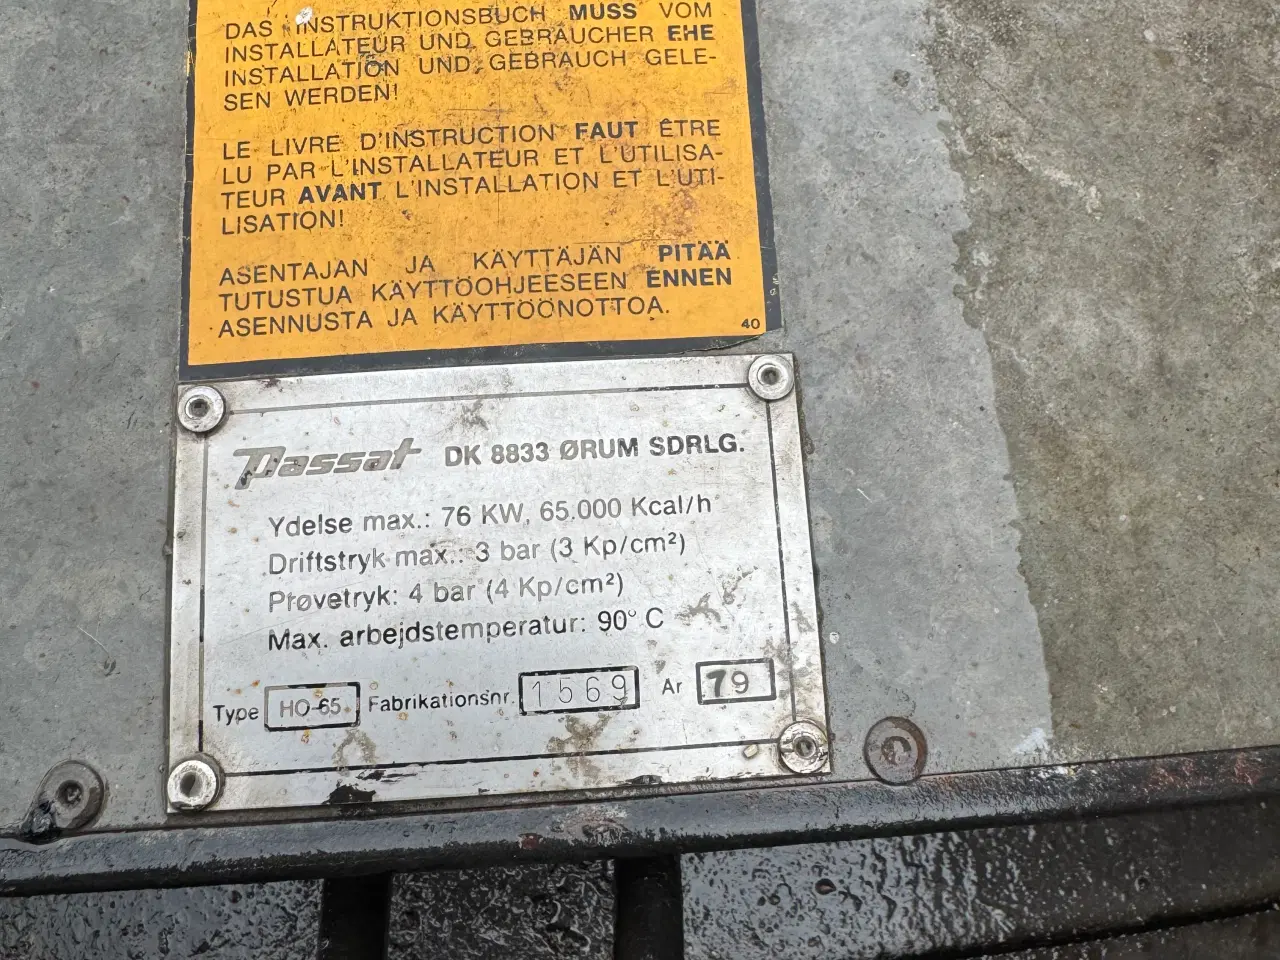 DAS INSTRUKTIONSBUCH MUSS VOM
INSTALLATEUR UND GEBRAUCHER EHE
INSTALLATION UND GEBRAUCH GELE-
SEN WERDEN!
LE LIVRE D'INSTRUCTION FAUT ÊTRE
LU PAR L'INSTALLATEUR ET L'UTILISA-
TEUR AVANT L'INSTALLATION ET L'UTI-
LISATION!
ASENTAJAN JA KÄYTTÄJÄN PITÄÄ
TUTUSTUA KÄYTTÖOHJEESEEN ENNEN
ASENNUSTA JA KÄYTTÖÖNOTTOA.
40
Passat DK 8833 ØRUM SDRLG.
Ydelse max.: 76 KW, 65.000 Kcal/h
Driftstryk max.: 3 bar (3 Kp/cm²)
Prøvetryk: 4 bar (4 Kp/cm²)
Max. arbejdstemperatur: 90° C
Type HO-65 Fabrikationsnr. 1569 Ar 79